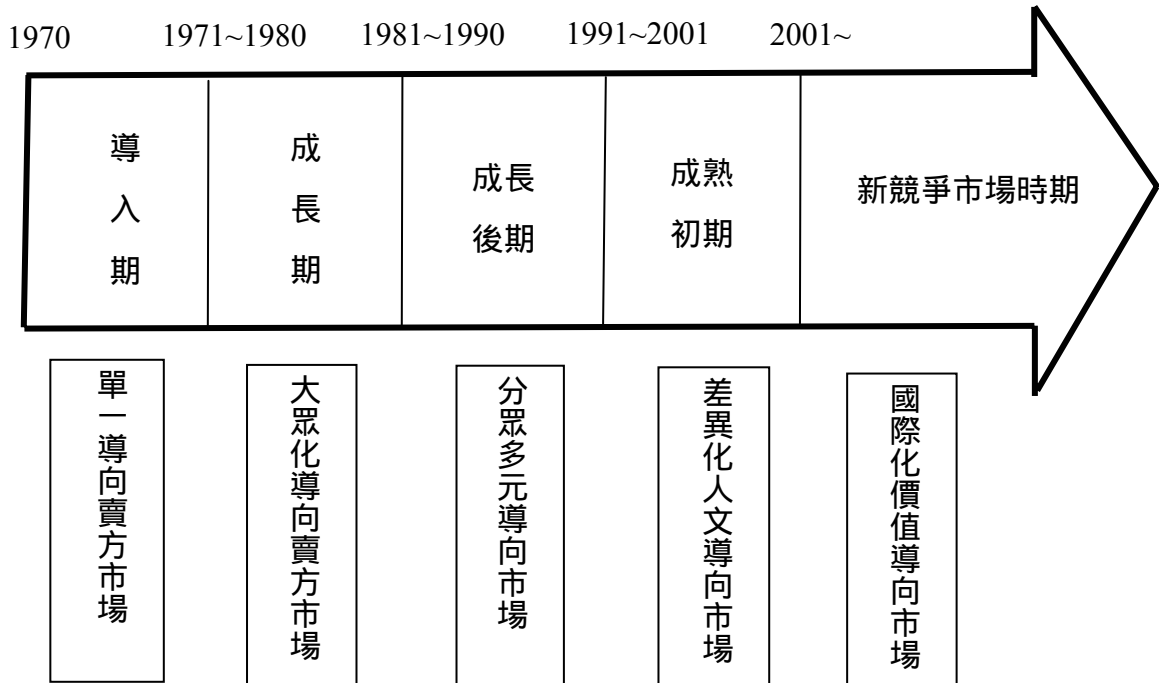 1970
1971~1980
1981~1990
1991~2001
2001~
導入期
成長期
成長
後期
成熟
初期
新競爭市場時期
單一導向賣方市場
大眾化導向賣方市場
分眾多元導向市場
差異化人文導向市場
國際化價值導向市場